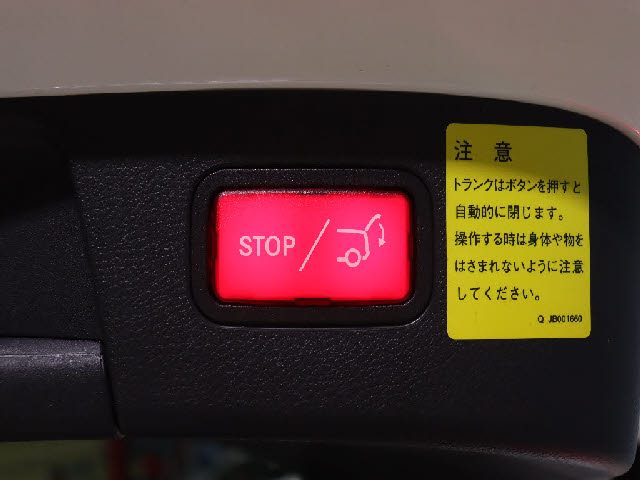 STOP
注意
トランクはボタンを押すと
自動的に閉じます。
操作する時は身体や物を
はさまれないように注意
してください。
Q JB001660